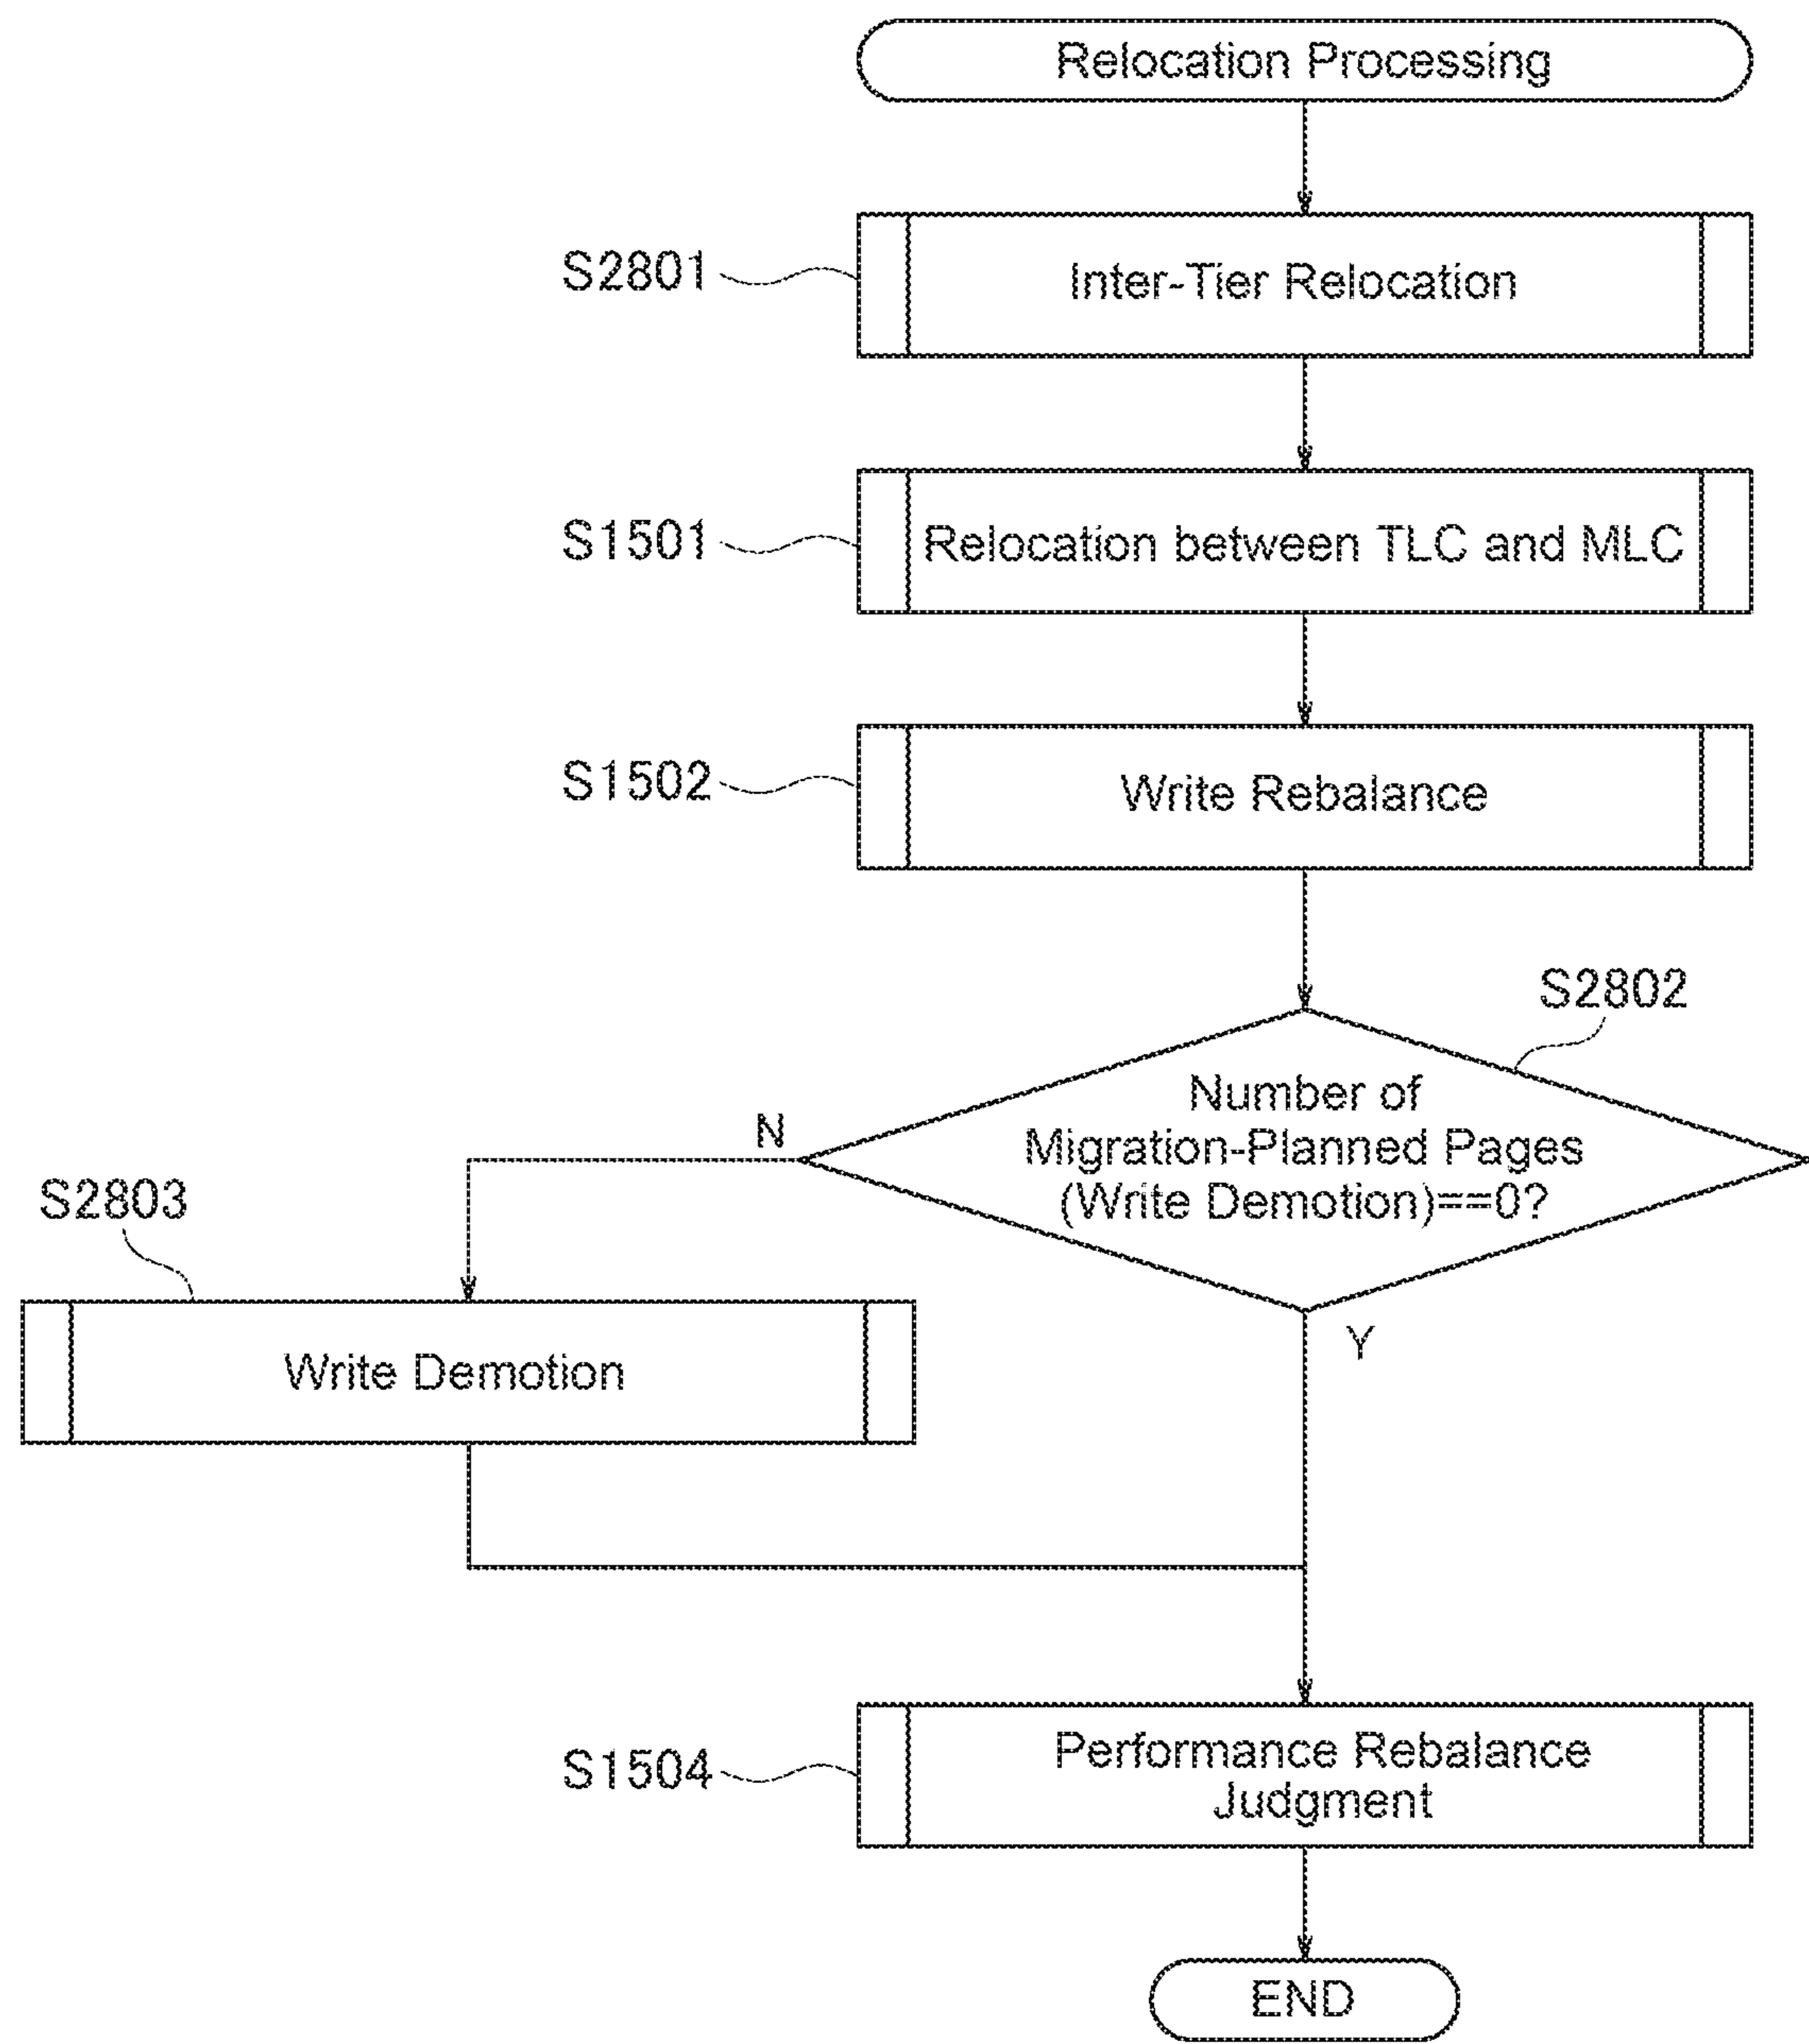 Relocation Processing
S2801
Inter-Tier Relocation
S1501
Relocation between TLC and MLC
S1502
Write Rebalance
S2802
Number of
Migration-Planned Pages
(Write Demotion)==0?
N
Y
S2803
Write Demotion
S1504
Performance Rebalance
Judgment
END